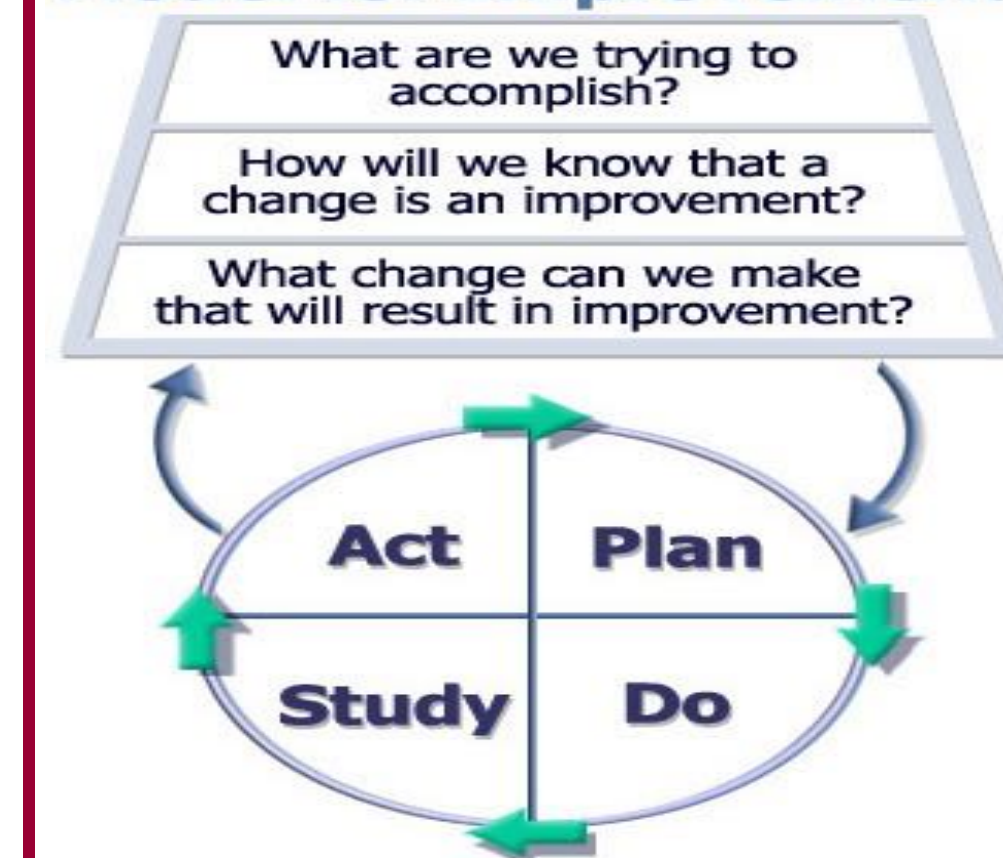 What are we trying to
accomplish?
How will we know that a
change is an improvement?
What change can we make
that will result in improvement?
Act
Plan
Study
Do